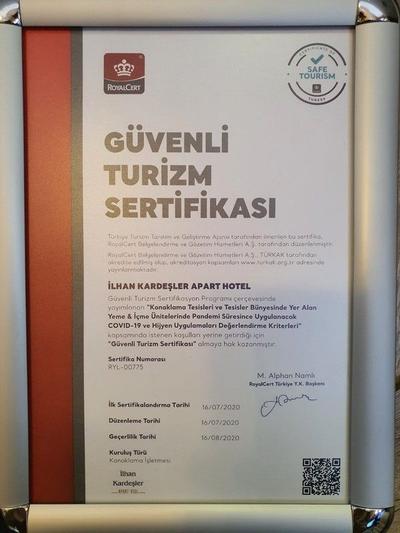 ROYALCERT
CERTIFICATE OF
SAFE
TOURISM
TURKEY
GÜVENLİ
TURİZM
SERTİFİKASI
Türkiye Turizm Tanıtım ve Geliştirme Ajansı tarafından önerilen bu sertifika,
RoyalCert Belgelendirme ve Gözetim Hizmetleri A.Ş. tarafından düzenlenmiştir.
RoyalCert Belgelendirme ve Gözetim Hizmetleri A.Ş., TÜRKAK tarafından
akredite edilmiş olup, akreditasyon kapsamları www.turkak.org.tr adresinde
yayınlanmaktadır.
İLHAN KARDEŞLER APART HOTEL
Güvenli Turizm Sertifikasyon Programı çerçevesinde
yayımlanan "Konaklama Tesisleri ve Tesisler Bünyesinde Yer Alan
Yeme & İçme Ünitelerinde Pandemi Süresince Uygulanacak
COVID-19 ve Hijyen Uygulamaları Değerlendirme Kriterleri"
kapsamında istenen koşulları yerine getirdiği için
"Güvenli Turizm Sertifikası" almaya hak kazanmıştır.
Sertifika Numarası
RYL-00775
M. Alphan Namlı
RoyalCert Türkiye Y.K. Başkanı
İlk Sertifikalandırma Tarihi 16/07/2020
Düzenleme Tarihi 16/07/2020
Geçerlilik Tarihi 16/08/2020
Kuruluş Türü
Konaklama İşletmesi
İlhan
Kardeşler